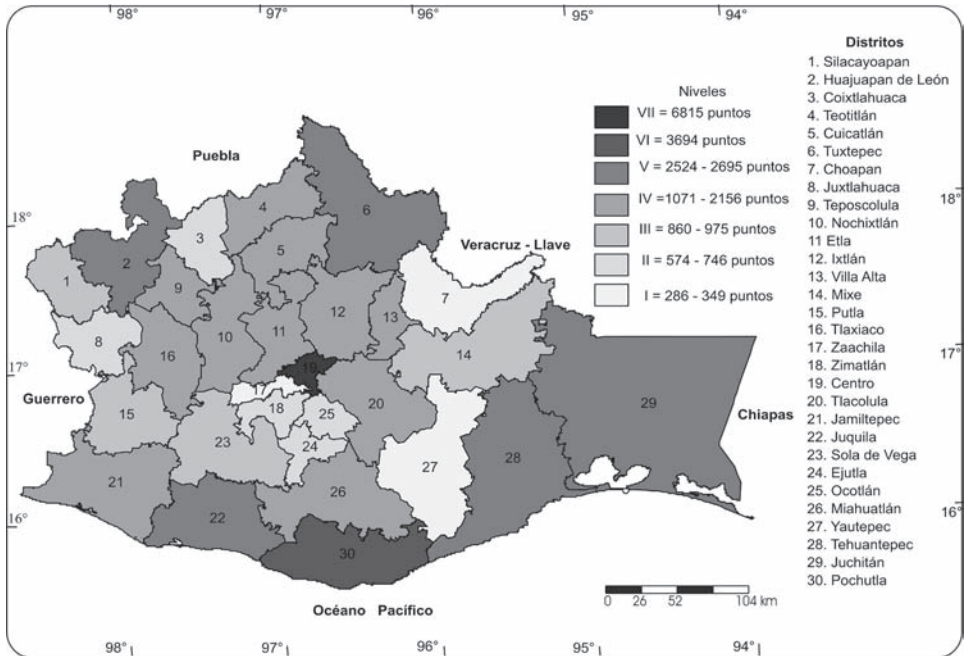 98°
97°
96°
95°
94°
Distritos
1. Silacayoapan
2. Huajuapan de León
3. Coixtlahuaca
4. Teotitlán
5. Cuicatlán
6. Tuxtepec
7. Choapan
8. Juxtlahuaca
9. Teposcolula
10. Nochixtlán
11 Etla
12. Ixtlán
13. Villa Alta
14. Mixe
15. Putla
16. Tlaxiaco
17. Zaachila
18. Zimatlán
19. Centro
20. Tlacolula
21. Jamiltepec
22. Juquila
23. Sola de Vega
24. Ejutla
25. Ocotlán
26. Miahuatlán
27. Yautepec
28. Tehuantepec
29. Juchitán
30. Pochutla
Niveles
VII = 6815 puntos
VI = 3694 puntos
V = 2524 - 2695 puntos
IV =1071 - 2156 puntos
III = 860 - 975 puntos
II = 574 - 746 puntos
I = 286 - 349 puntos
Puebla
Veracruz - Llave
Guerrero
Chiapas
Océano Pacífico
18°
17°
16°
18°
17°
16°
1
2
3
4
5
6
7
8
9
10
11
12
13
14
15
16
17
18
19
20
21
22
23
24
25
26
27
28
29
30
0 26 52 104 km
98°
97°
96°
95°
94°